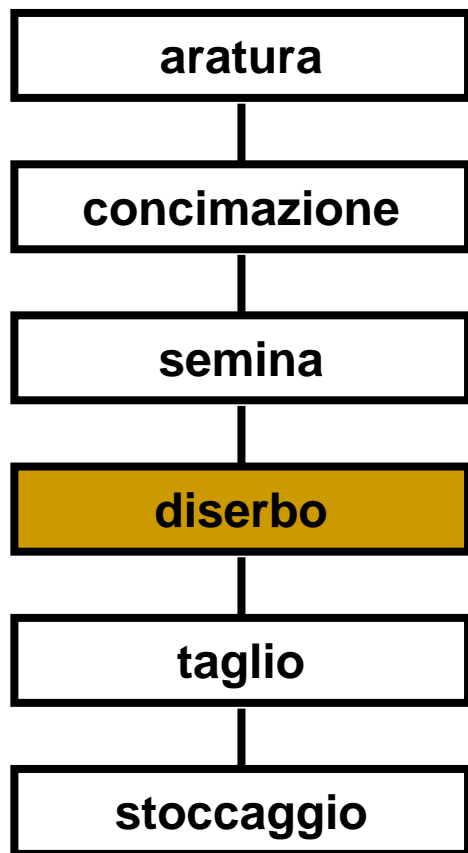 aratura
concimazione
semina
diserbo
taglio
stoccaggio